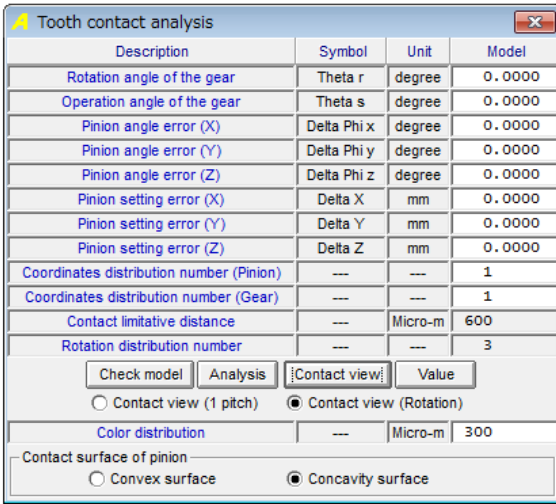 Tooth contact analysis
Description Symbol Unit Model
Rotation angle of the gear Theta r degree 0.0000
Operation angle of the gear Theta s degree 0.0000
Pinion angle error (X) Delta Phi x degree 0.0000
Pinion angle error (Y) Delta Phi y degree 0.0000
Pinion angle error (Z) Delta Phi z degree 0.0000
Pinion setting error (X) Delta X mm 0.0000
Pinion setting error (Y) Delta Y mm 0.0000
Pinion setting error (Z) Delta Z mm 0.0000
Coordinates distribution number (Pinion) --- --- 1
Coordinates distribution number (Gear) --- --- 1
Contact limitative distance --- Micro-m 600
Rotation distribution number --- --- 3
Check model Analysis Contact view Value
Contact view (1 pitch) Contact view (Rotation)
Color distribution --- Micro-m 300
Contact surface of pinion
Convex surface Concavity surface